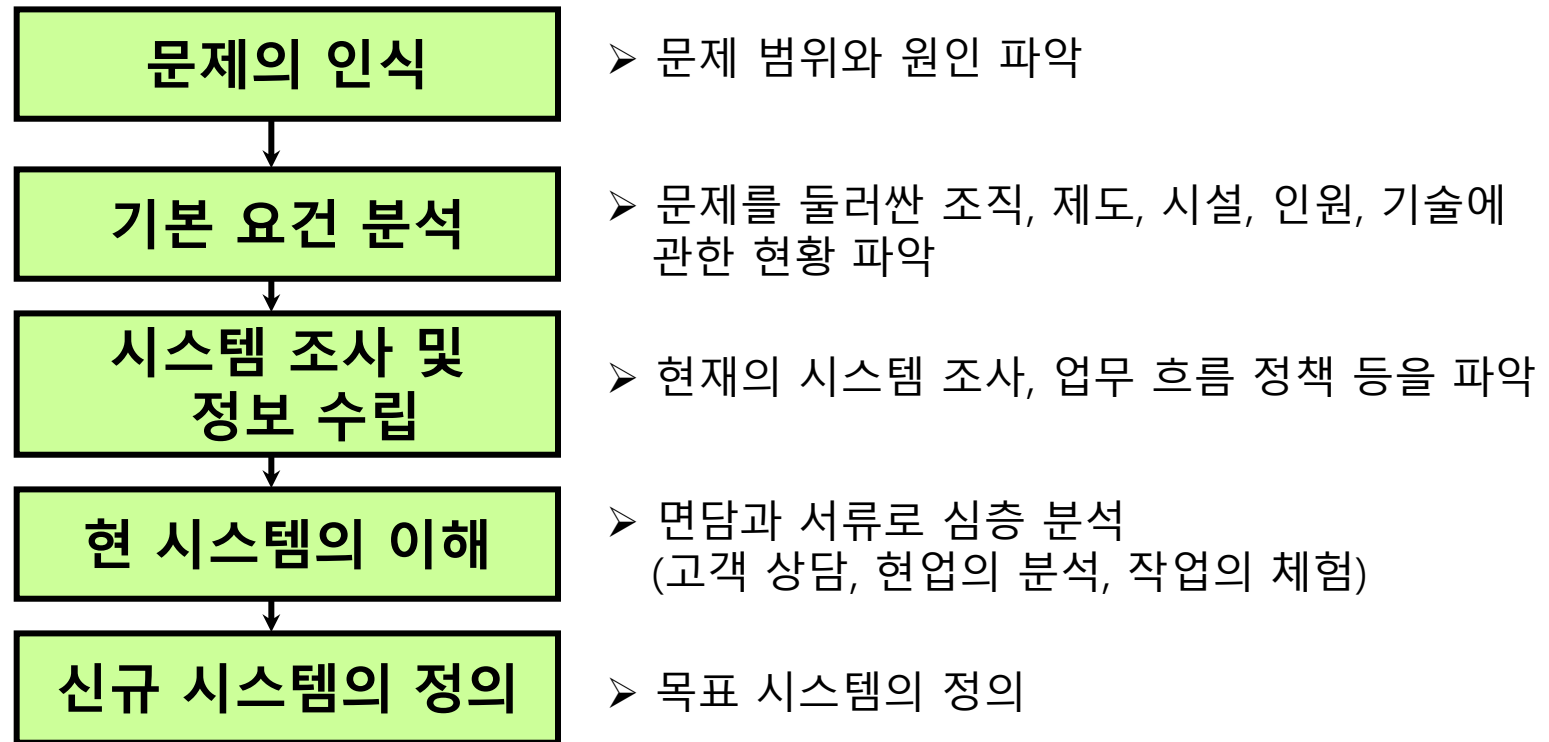 문제의 인식
➢ 문제 범위와 원인 파악
기본 요건 분석
➢ 문제를 둘러싼 조직, 제도, 시설, 인원, 기술에
관한 현황 파악
시스템 조사 및
정보 수립
➢ 현재의 시스템 조사, 업무 흐름 정책 등을 파악
현 시스템의 이해
➢ 면담과 서류로 심층 분석
(고객 상담, 현업의 분석, 작업의 체험)
신규 시스템의 정의
➢ 목표 시스템의 정의